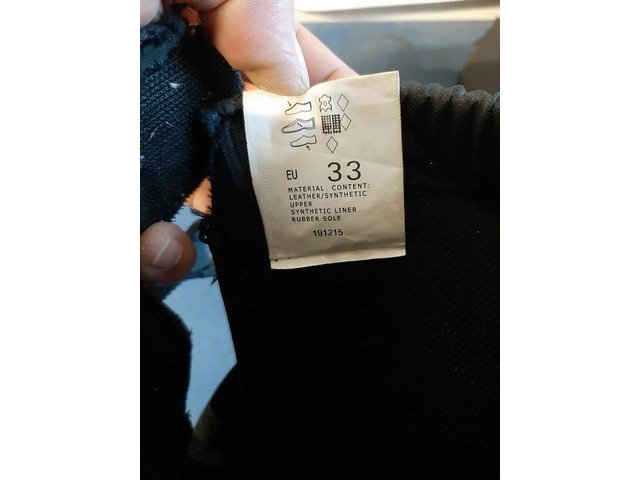 EU 33
MATERIAL CONTENT:
LEATHER/SYNTHETIC
UPPER
SYNTHETIC LINER
RUBBER SOLE
191215